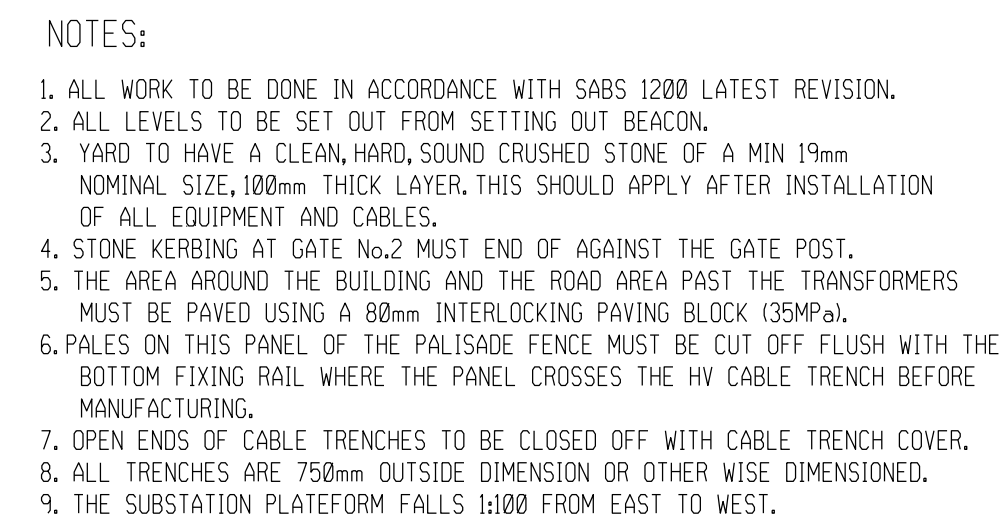 NOTES:
1. ALL WORK TO BE DONE IN ACCORDANCE WITH SABS 1200 LATEST REVISION.
2. ALL LEVELS TO BE SET OUT FROM SETTING OUT BEACON.
3. YARD TO HAVE A CLEAN, HARD, SOUND CRUSHED STONE OF A MIN 19mm
NOMINAL SIZE, 100mm THICK LAYER. THIS SHOULD APPLY AFTER INSTALLATION
OF ALL EQUIPMENT AND CABLES.
4. STONE KERBING AT GATE No.2 MUST END OF AGAINST THE GATE POST.
5. THE AREA AROUND THE BUILDING AND THE ROAD AREA PAST THE TRANSFORMERS
MUST BE PAVED USING A 80mm INTERLOCKING PAVING BLOCK (35MPa).
6. PALES ON THIS PANEL OF THE PALISADE FENCE MUST BE CUT OFF FLUSH WITH THE
BOTTOM FIXING RAIL WHERE THE PANEL CROSSES THE HV CABLE TRENCH BEFORE
MANUFACTURING.
7. OPEN ENDS OF CABLE TRENCHES TO BE CLOSED OFF WITH CABLE TRENCH COVER.
8. ALL TRENCHES ARE 750mm OUTSIDE DIMENSION OR OTHER WISE DIMENSIONED.
9. THE SUBSTATION PLATEFORM FALLS 1:100 FROM EAST TO WEST.